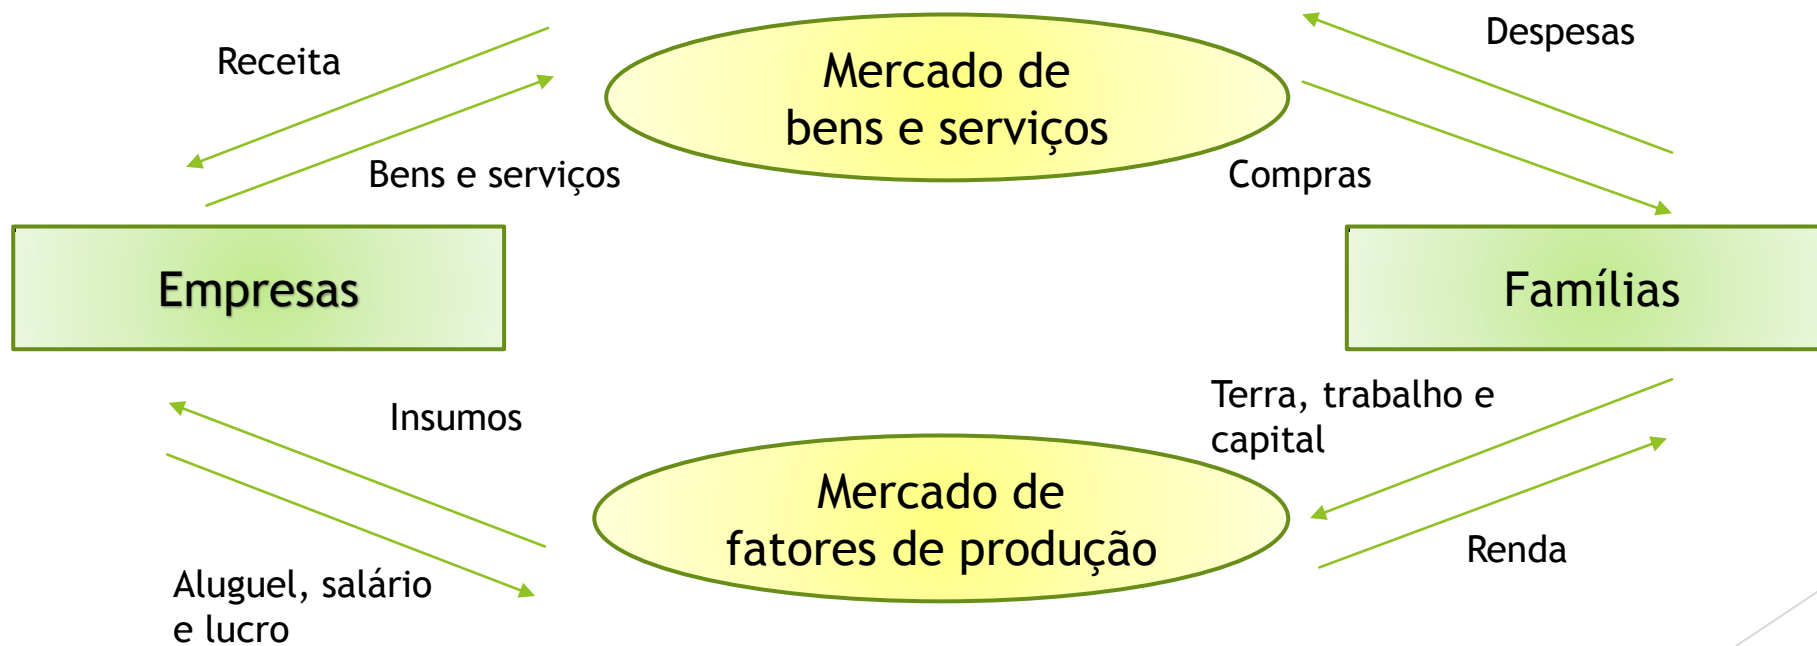 Despesas
Receita
Mercado de
bens e serviços
Bens e serviços
Compras
Empresas
Famílias
Insumos
Terra, trabalho e
capital
Mercado de
fatores de produção
Renda
Aluguel, salário
e lucro